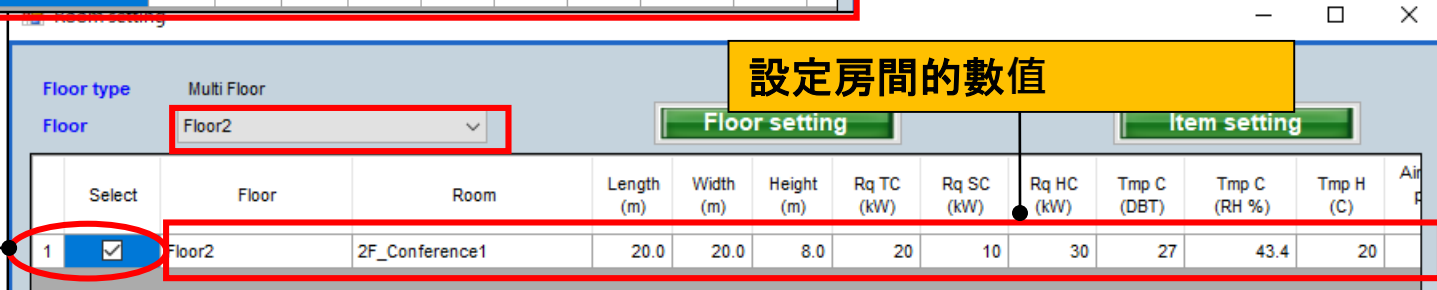 Room setting
設定房間的數值
Floor type Multi Floor
Floor Floor2
Floor setting Item setting
Select Floor Room Length (m) Width (m) Height (m) Rq TC (kW) Rq SC (kW) Rq HC (kW) Tmp C (DBT) Tmp C (RH %) Tmp H (C) Air
1 Floor2 2F_Conference1 20.0 20.0 8.0 20 10 30 27 43.4 20